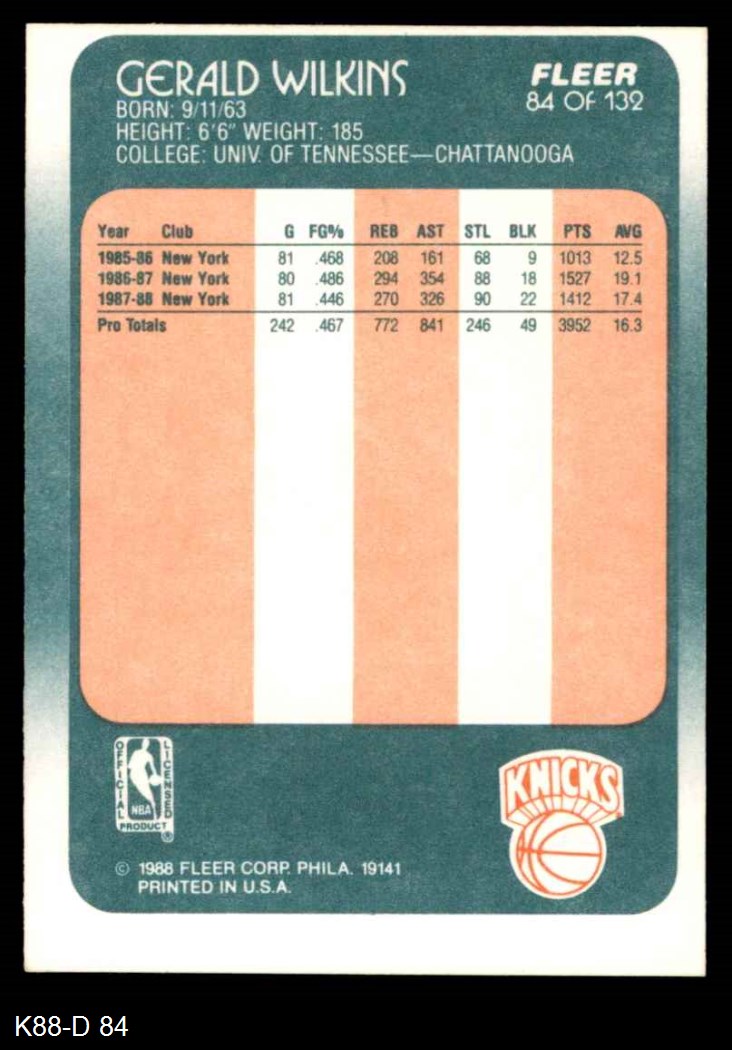 GERALD WILKINS
FLEER
84 OF 132
BORN: 9/11/63
HEIGHT: 6'6" WEIGHT: 185
COLLEGE: UNIV. OF TENNESSEE—CHATTANOOGA
Year Club G FG% REB AST STL BLK PTS AVG
1985-86 New York 81 .468 208 161 68 9 1013 12.5
1986-87 New York 80 .486 294 354 88 18 1527 19.1
1987-88 New York 81 .446 270 326 90 22 1412 17.4
Pro Totals 242 .467 772 841 246 49 3952 16.3
OFFICIAL
LICENSED
NBA
PRODUCT ®
KNICKS
© 1988 FLEER CORP. PHILA. 19141
PRINTED IN U.S.A.
K88-D 84